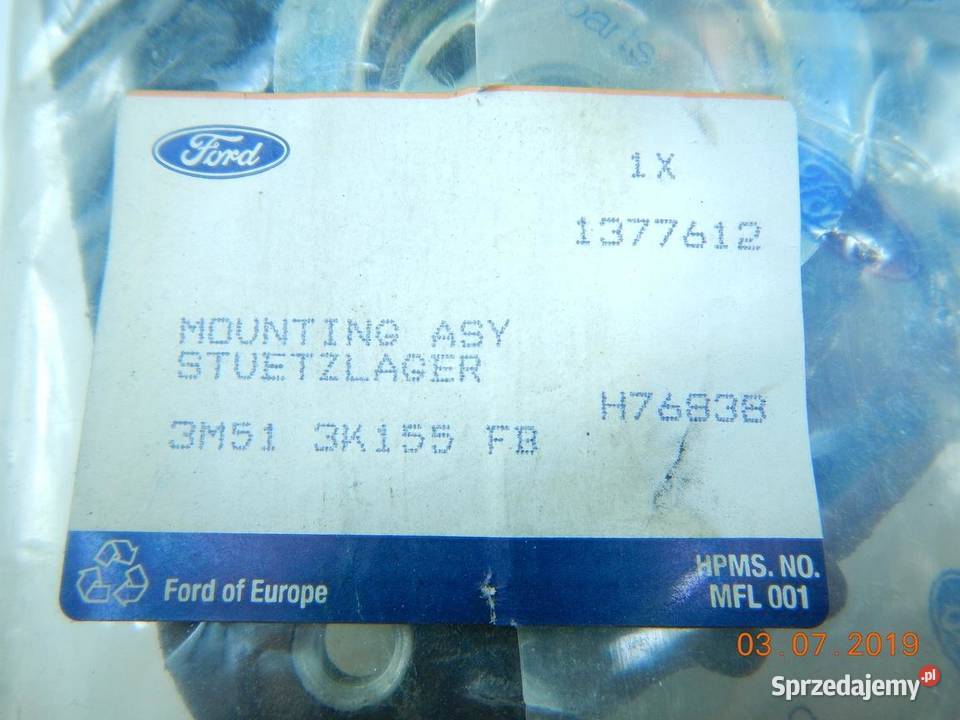 Ford
1X
1377612
MOUNTING ASY
STUETZLAGER
H76838
3M51 3K155 FB
Ford of Europe
HPMS. NO.
MFL 001
03.07.2019
Sprzedajemy.pl